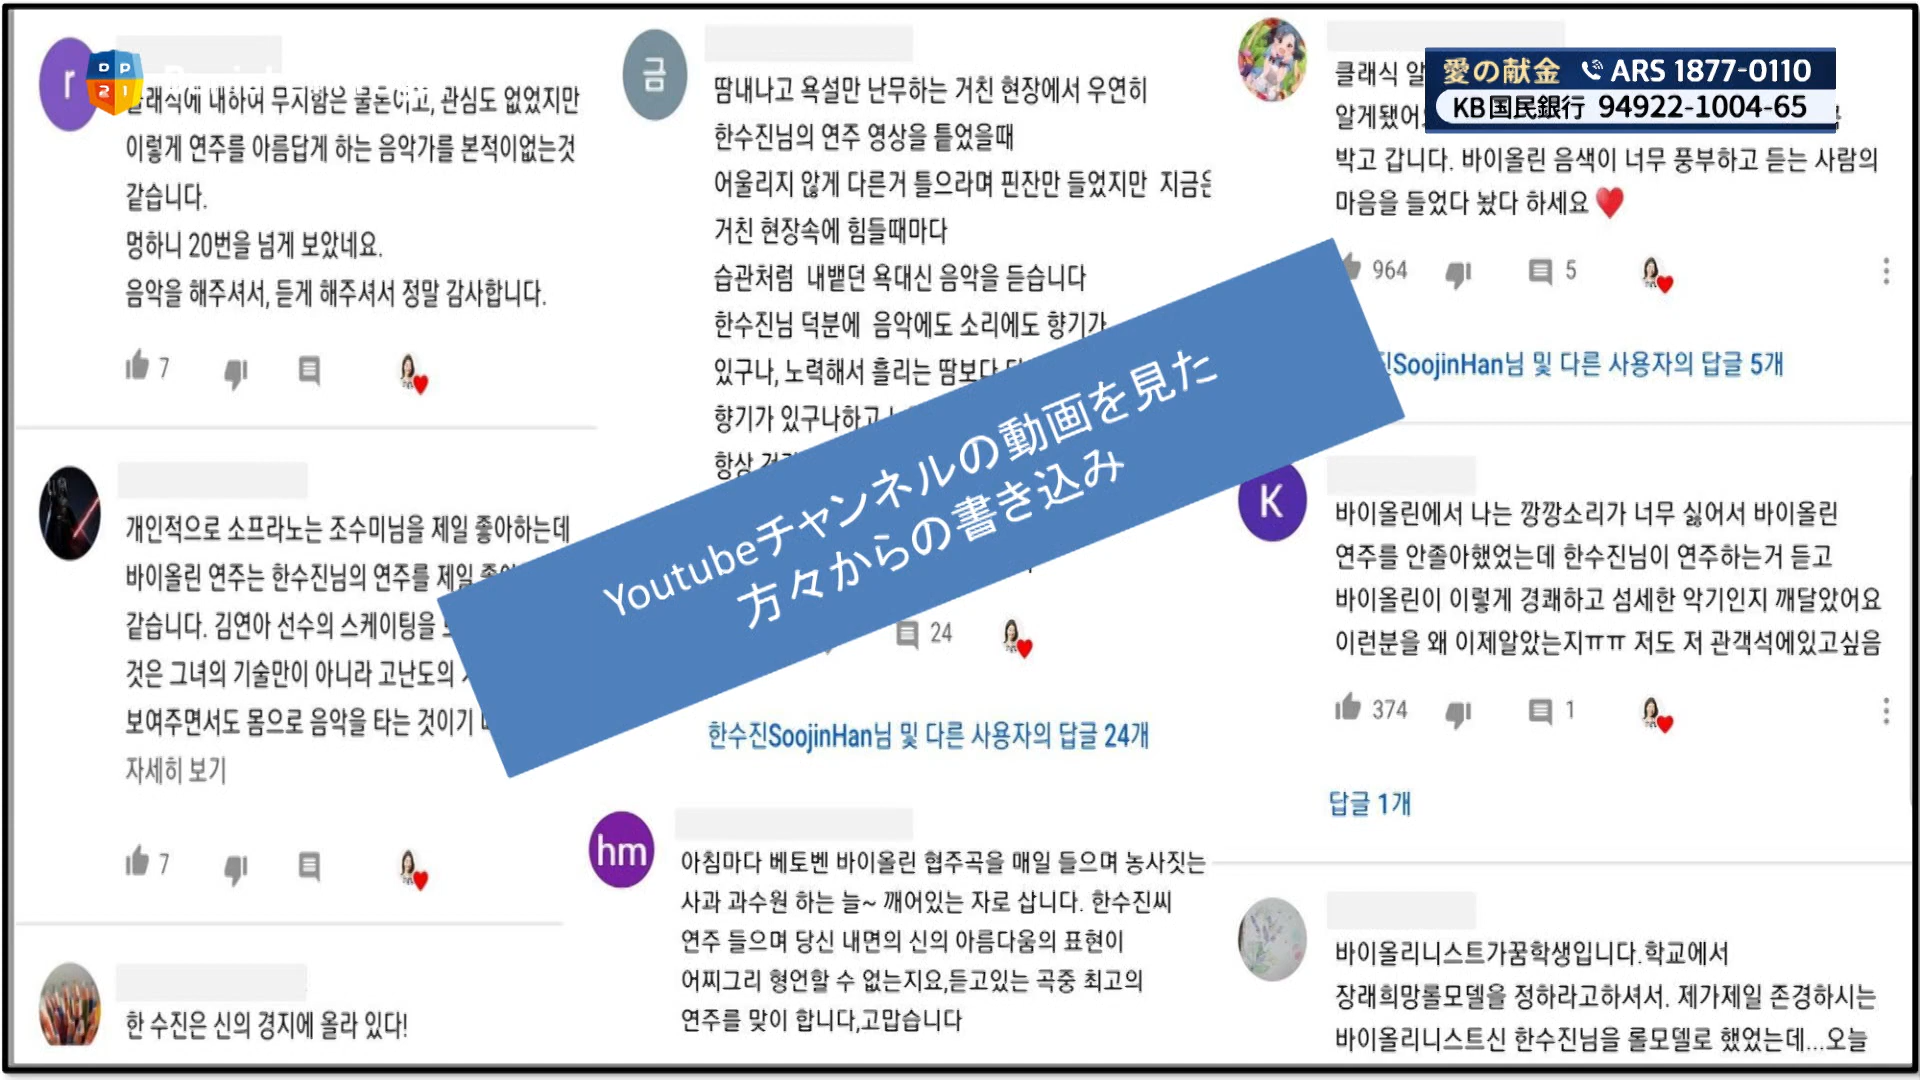 r
DP
21
클래식에 대하여 무지함은 물론이고, 관심도 없었지만
이렇게 연주를 아름답게 하는 음악가를 본적이없는것
같습니다.
멍하니 20번을 넘게 보았네요.
음악을 해주셔서, 듣게 해주셔서 정말 감사합니다.
7
개인적으로 소프라노는 조수미님을 제일 좋아하는데
바이올린 연주는 한수진님의 연주를 제일
같습니다. 김연아 선수의 스케이팅을
것은 그녀의 기술만이 아니라 고난도의
보여주면서도 몸으로 음악을 타는 것이기
자세히 보기
7
한 수진은 신의 경지에 올라 있다!
금
땀내나고 욕설만 난무하는 거친 현장에서 우연히
한수진님의 연주 영상을 틀었을때
어울리지 않게 다른거 틀으라며 핀잔만 들었지만 지금은
거친 현장속에 힘들때마다
습관처럼 내뱉던 욕대신 음악을 듣습니다
한수진님 덕분에 음악에도 소리에도 향기가
있구나, 노력해서 흘리는 땀보다
향기가 있구나하고
항상
Youtubeチャンネルの動画を見た
方々からの書き込み
24
한수진SoojinHan님 및 다른 사용자의 답글 24개
hm
아침마다 베토벤 바이올린 협주곡을 매일 들으며 농사짓는
사과 과수원 하는 늘~ 깨어있는 자로 삽니다. 한수진씨
연주 들으며 당신 내면의 신의 아름다움의 표현이
어찌그리 형언할 수 없는지요,듣고있는 곡중 최고의
연주를 맞이 합니다,고맙습니다
愛の献金 ARS 1877-0110
KB国民銀行 94922-1004-65
클래식 알
알게됐어
박고 갑니다. 바이올린 음색이 너무 풍부하고 듣는 사람의
마음을 들었다 놨다 하세요
964 5
SoojinHan님 및 다른 사용자의 답글 5개
K
바이올린에서 나는 깡깡소리가 너무 싫어서 바이올린
연주를 안좋아했었는데 한수진님이 연주하는거 듣고
바이올린이 이렇게 경쾌하고 섬세한 악기인지 깨달았어요
이런분을 왜 이제알았는지ㅠㅠ 저도 저 관객석에있고싶음
374 1
답글 1개
바이올리니스트가꿈학생입니다.학교에서
장래희망롤모델을 정하라고하셔서. 제가제일 존경하시는
바이올리니스트신 한수진님을 롤모델로 했었는데...오늘